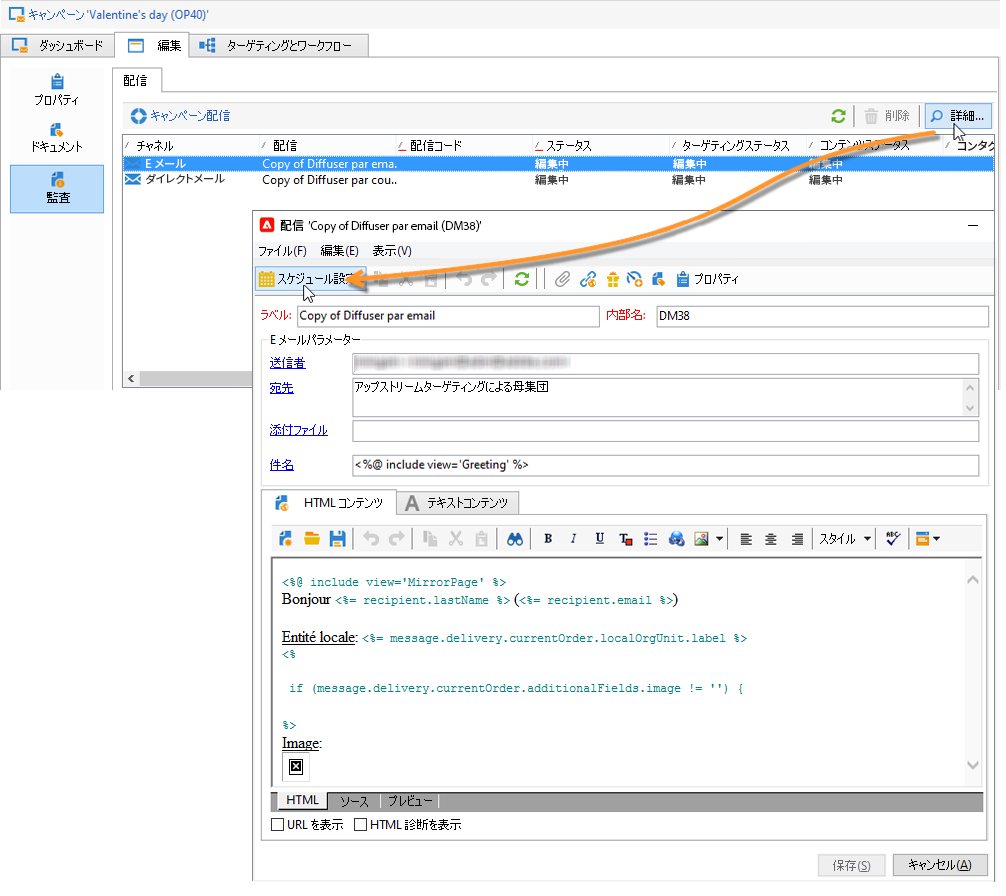 キャンペーン 'Valentine's day (OP40)'
ダッシュボード 編集 ターゲティングとワークフロー
プロパティ
ドキュメント
監査
配信
キャンペーン配信 削除 詳細...
チャネル 配信 配信コード ステータス ターゲティングステータス コンテンツステータス コンタク
E メール Copy of Diffuser par ema. 編集中 編集中 編集中
ダイレクトメール Copy of Diffuser par cou.. 編集中 編集中 編集中
配信 'Copy of Diffuser par email (DM38)'
ファイル(F) 編集(E) 表示(V)
スケジュール設定 プロパティ
ラベル: Copy of Diffuser par email 内部名: DM38
E メールパラメーター
送信者
宛先 アップストリームターゲティングによる母集団
添付ファイル
件名 <%@ include view='Greeting' %>
HTML コンテンツ A テキストコンテンツ
B I U T スタイル ABC
<%@ include view='MirrorPage' %>
Bonjour <%= recipient.lastName %> (<%= recipient.email %>)
Entité locale: <%= message.delivery.currentOrder.localOrgUnit.label %>
<%
if (message.delivery.currentOrder.additionalFields.image != '') {
%>
Image:
HTML ソース プレビュー
URL を表示 HTML 診断を表示
保存(S) キャンセル(A)